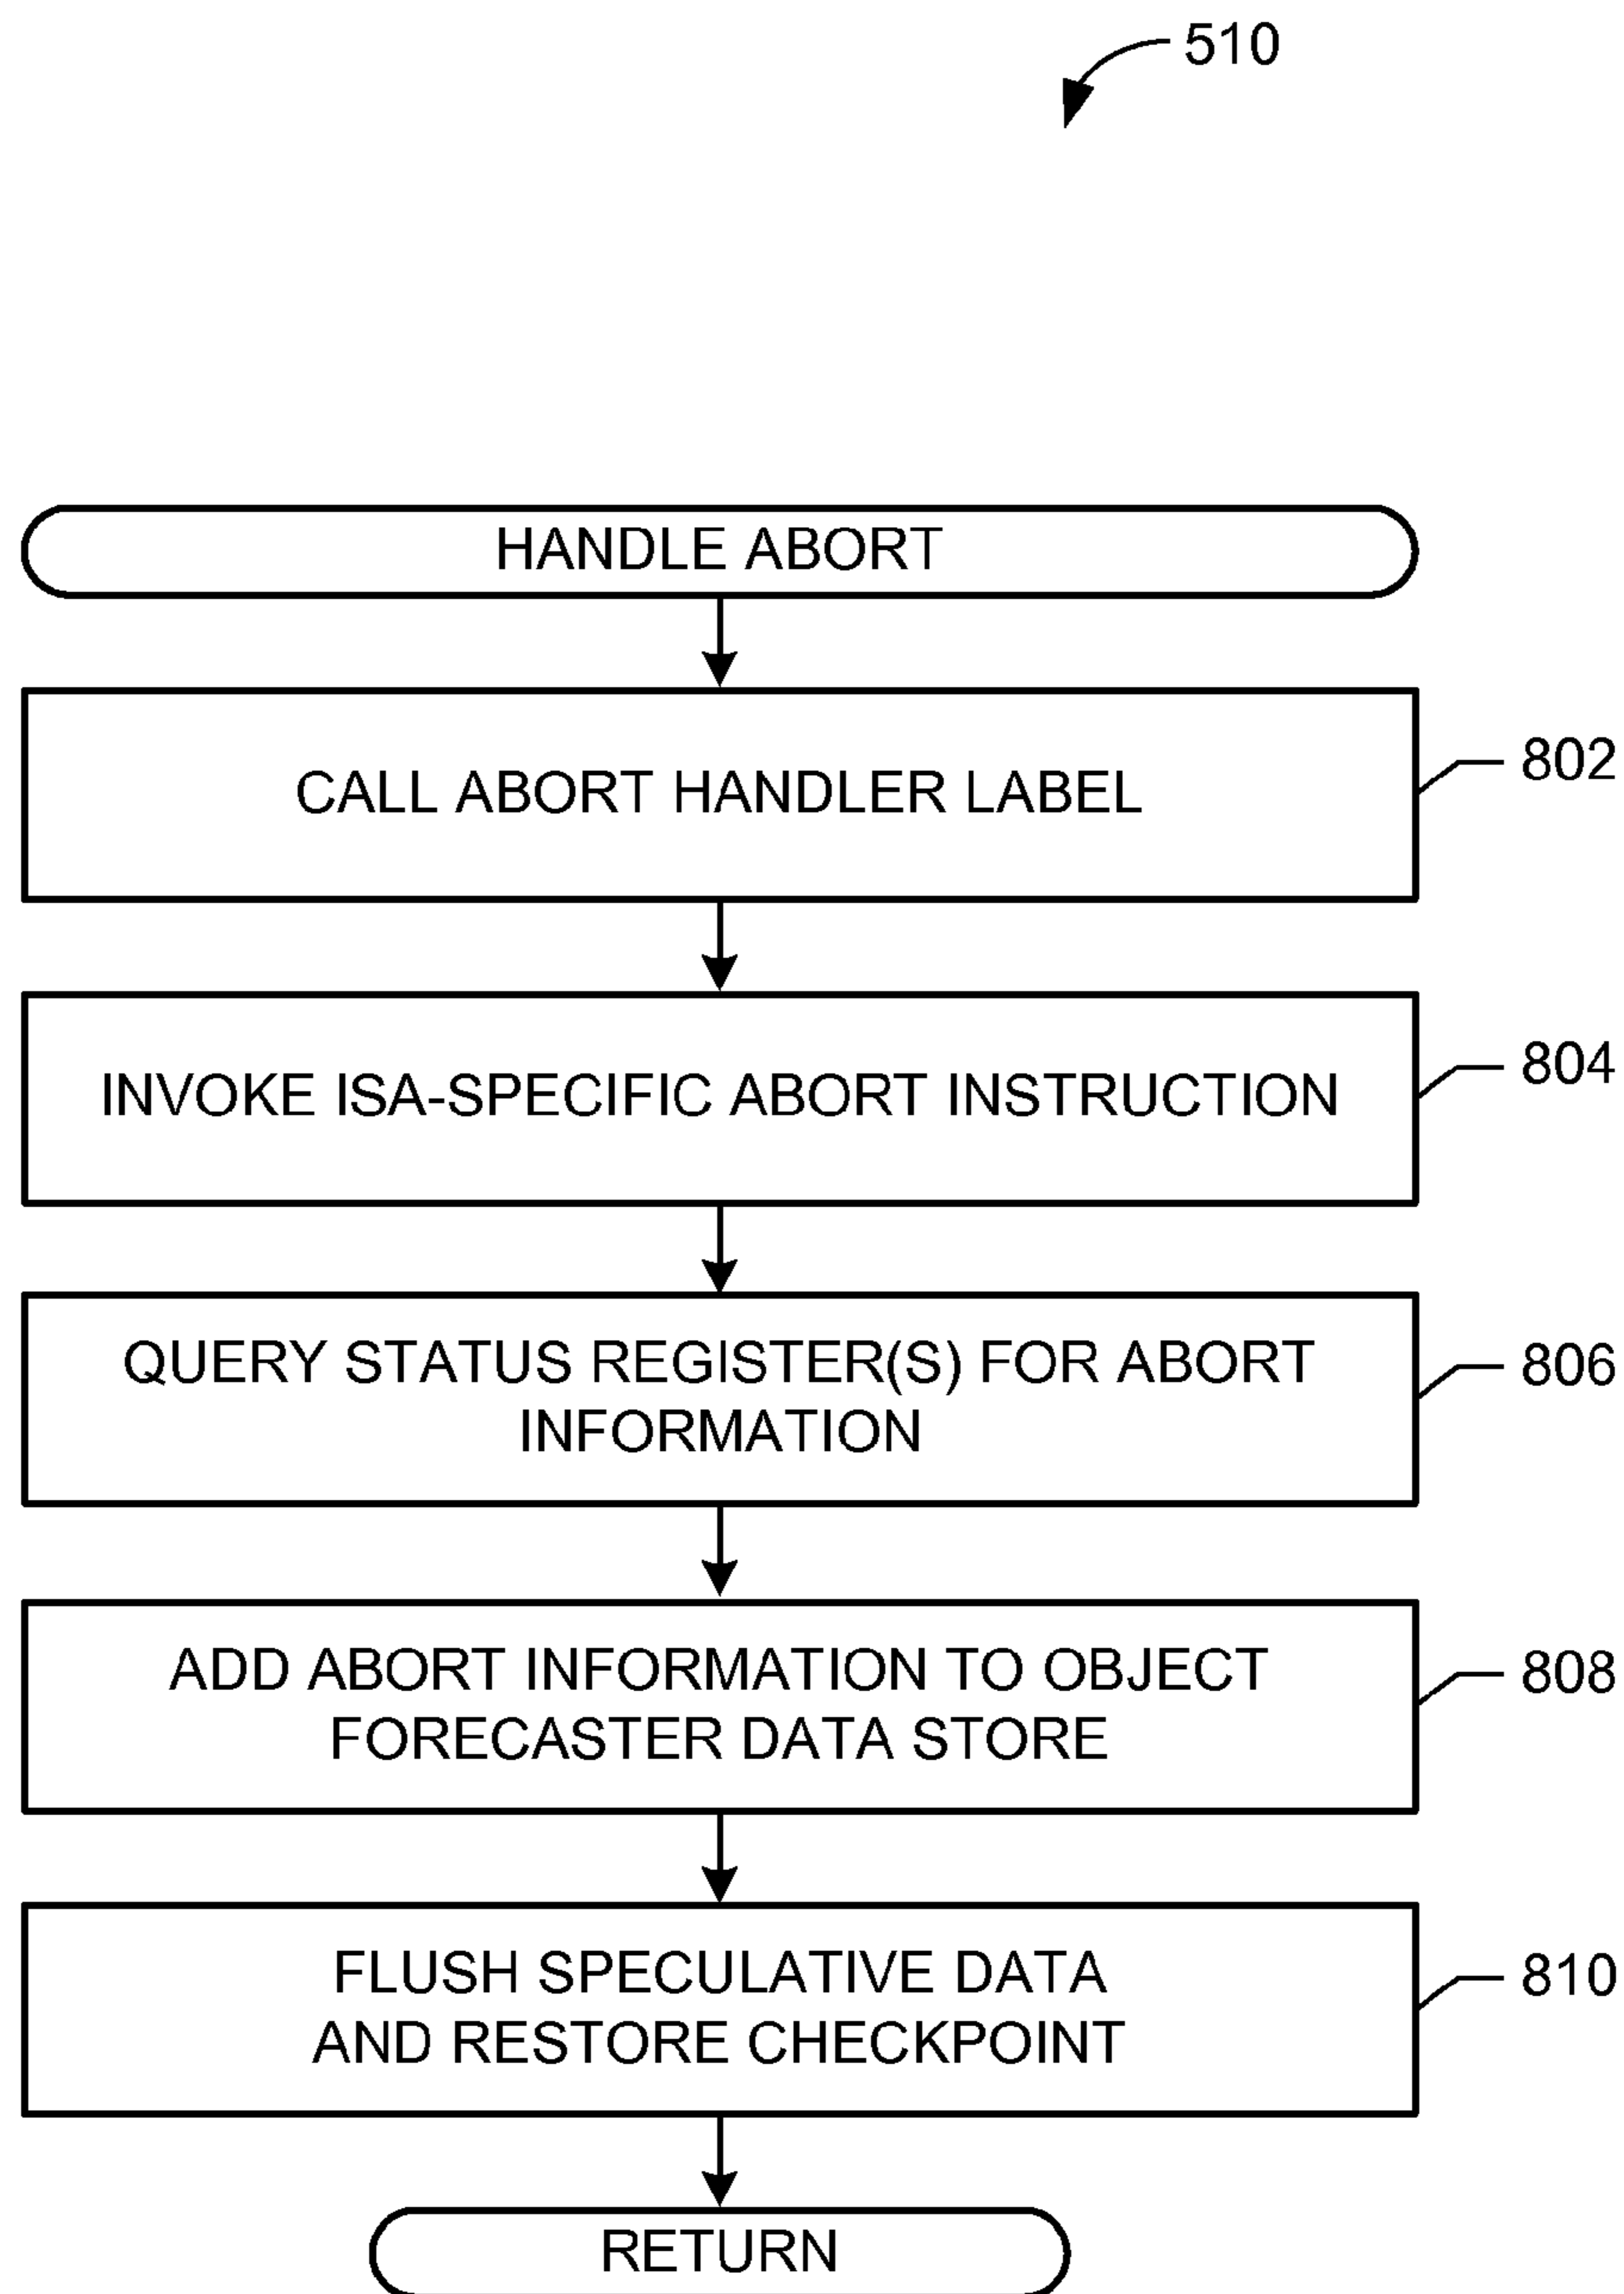 510
HANDLE ABORT
CALL ABORT HANDLER LABEL
802
INVOKE ISA-SPECIFIC ABORT INSTRUCTION
804
QUERY STATUS REGISTER(S) FOR ABORT
INFORMATION
806
ADD ABORT INFORMATION TO OBJECT
FORECASTER DATA STORE
808
FLUSH SPECULATIVE DATA
AND RESTORE CHECKPOINT
810
RETURN